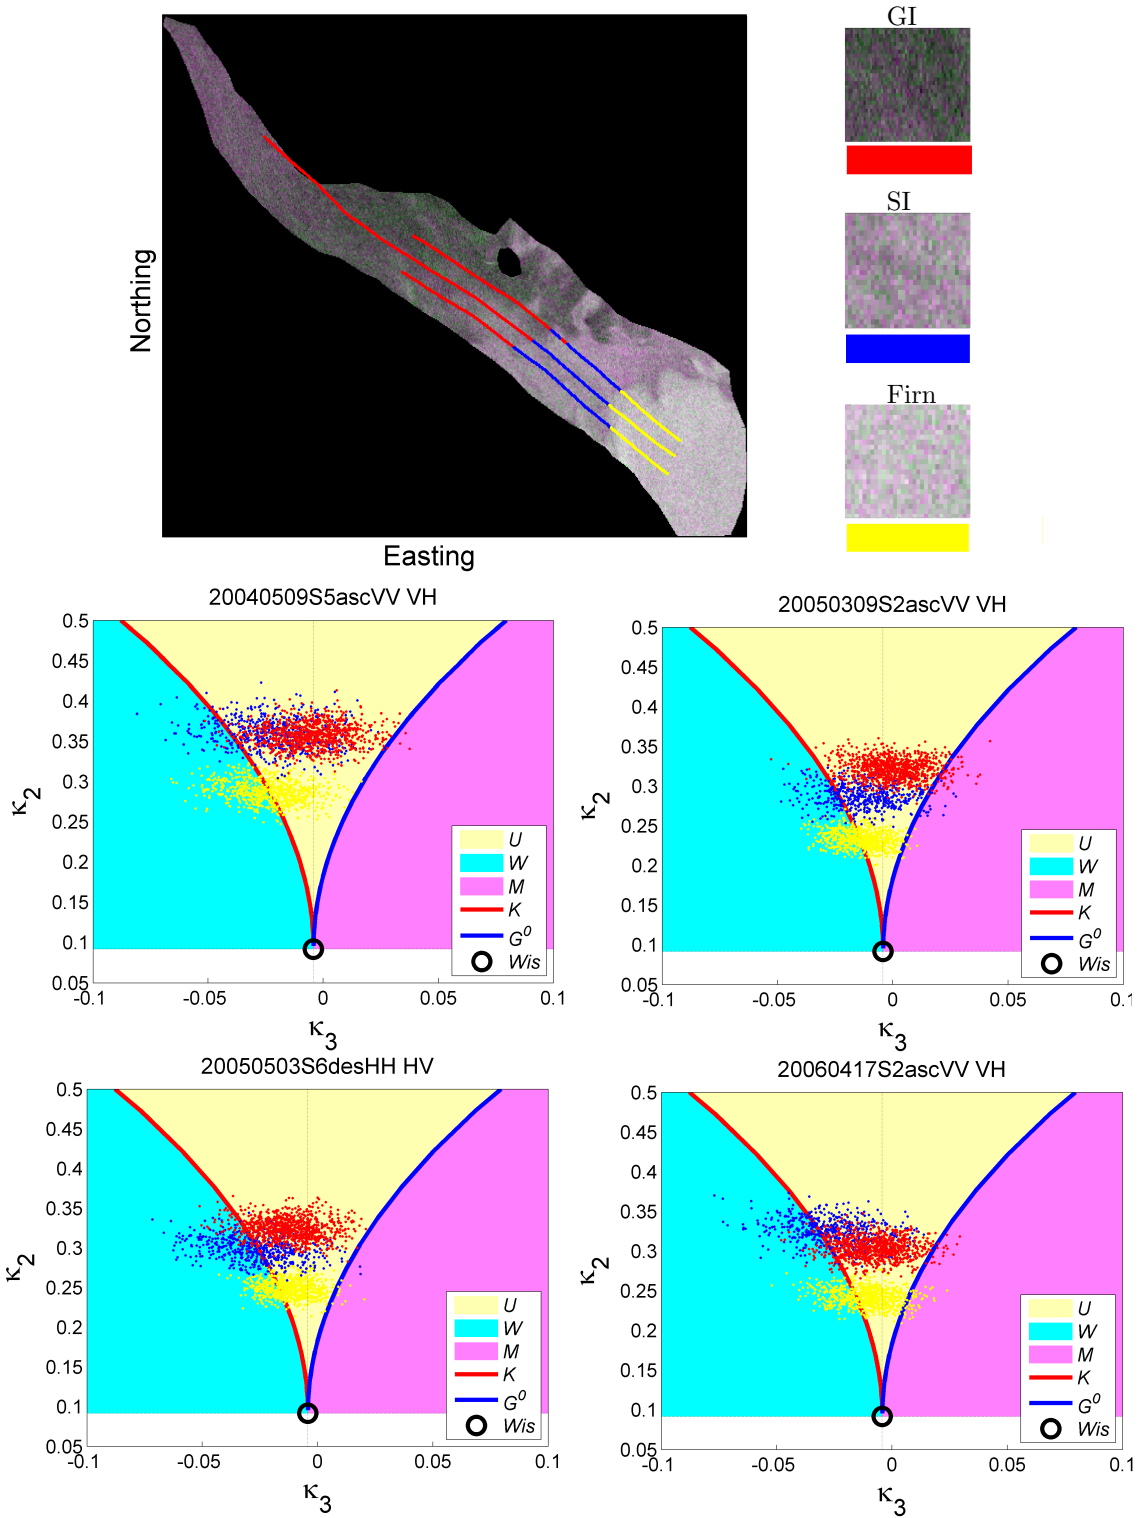 GI
SI
Firn
Northing
Easting
20040509S5ascVV VH
0.5
0.45
0.4
0.35
0.3
0.25
0.2
0.15
0.1
0.05
κ2
-0.1
-0.05
0
0.05
0.1
κ3
U
W
M
K
G0
Wis
20050309S2ascVV VH
0.5
0.45
0.4
0.35
0.3
0.25
0.2
0.15
0.1
0.05
κ2
-0.1
-0.05
0
0.05
0.1
κ3
U
W
M
K
G0
Wis
20050503S6desHH HV
0.5
0.45
0.4
0.35
0.3
0.25
0.2
0.15
0.1
0.05
κ2
-0.1
-0.05
0
0.05
0.1
κ3
U
W
M
K
G0
Wis
20060417S2ascVV VH
0.5
0.45
0.4
0.35
0.3
0.25
0.2
0.15
0.1
0.05
κ2
-0.1
-0.05
0
0.05
0.1
κ3
U
W
M
K
G0
Wis